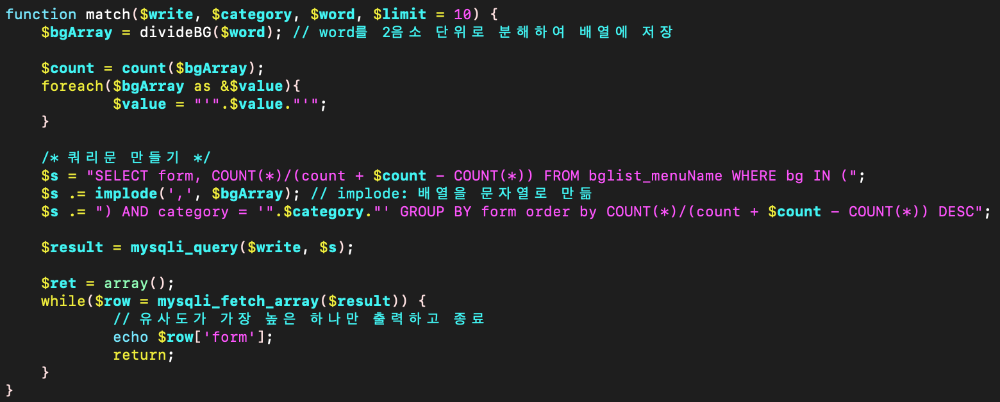 function match($write, $category, $word, $limit = 10) {
    $bgArray = divideBG($word); // word를 2음소 단위로 분해하여 배열에 저장

    $count = count($bgArray);
    foreach($bgArray as &$value){
            $value = "'".$value."'";
    }

    /* 쿼리문 만들기 */
    $s = "SELECT form, COUNT(*)/(count + $count - COUNT(*)) FROM bglist_menuName WHERE bg IN (";
    $s .= implode(',', $bgArray); // implode: 배열을 문자열로 만듦
    $s .= ") AND category = '".$category."' GROUP BY form order by COUNT(*)/(count + $count - COUNT(*)) DESC";

    $result = mysqli_query($write, $s);

    $ret = array();
    while($row = mysqli_fetch_array($result)) {
            // 유사도가 가장 높은 하나만 출력하고 종료
            echo $row['form'];
            return;
    }
}